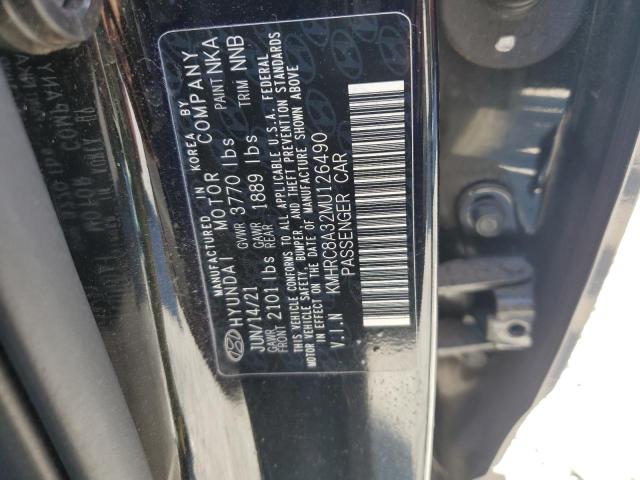 MANUFACTURED IN KOREA BY
HYUNDAI MOTOR COMPANY
JUN/14/21 GVWR 3770 lbs PAINT NKA
GAWR FRONT 2101 lbs GAWR REAR 1889 lbs TRIM NNB
THIS VEHICLE CONFORMS TO ALL APPLICABLE U.S.A. FEDERAL
MOTOR VEHICLE SAFETY, BUMPER, AND THEFT PREVENTION STANDARDS
IN EFFECT ON THE DATE OF MANUFACTURE SHOWN ABOVE
V.I.N KMHRC8A32MU126490
PASSENGER CAR